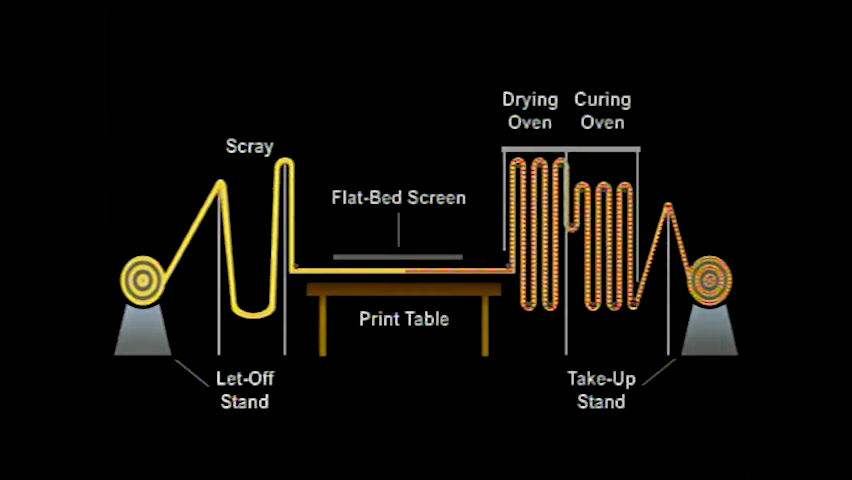 Drying
Oven
Curing
Oven
Scray
Flat-Bed Screen
Print Table
Let-Off
Stand
Take-Up
Stand